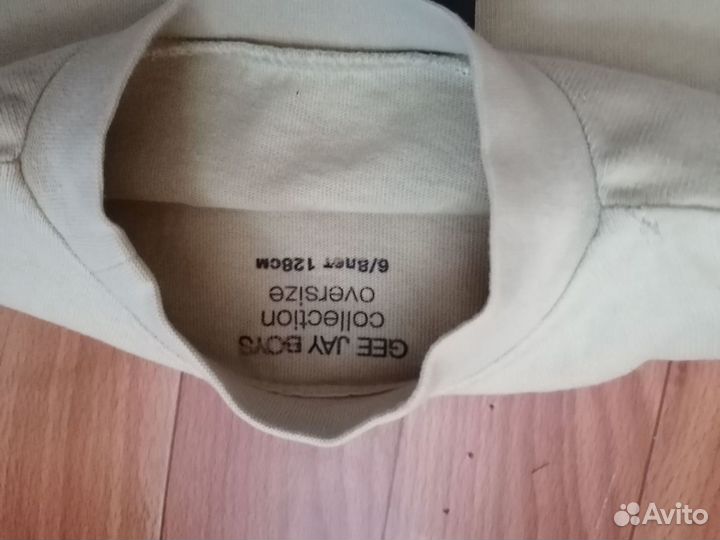 GEE JAY BOYS
collection
oversize
6/8лет 128см
Avito